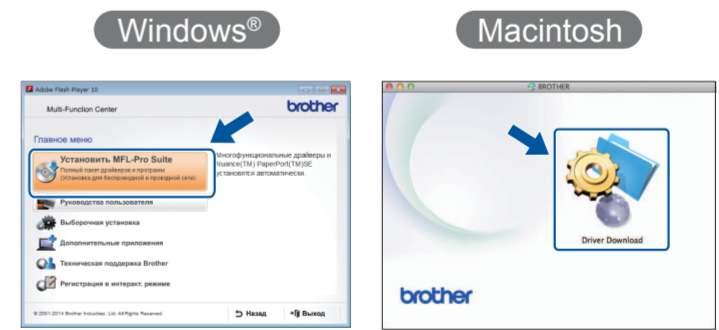 Windows®
Macintosh
Adobe Flash Player 10
Multi-Function Center
brother
Главное меню
Установить MFL-Pro Suite
Полный пакет драйверов и программ
(Установка для беспроводной и проводной сети)
Многофункциональные драйверы и
Nuance(TM) PaperPort(TM)SE
установятся автоматически.
Руководства пользователя
Выборочная установка
Дополнительные приложения
Техническая поддержка Brother
Регистрация в интеракт. режиме
© 2001-2014 Brother Industries, Ltd. All Rights Reserved.
Назад
Выход
BROTHER
Driver Download
brother